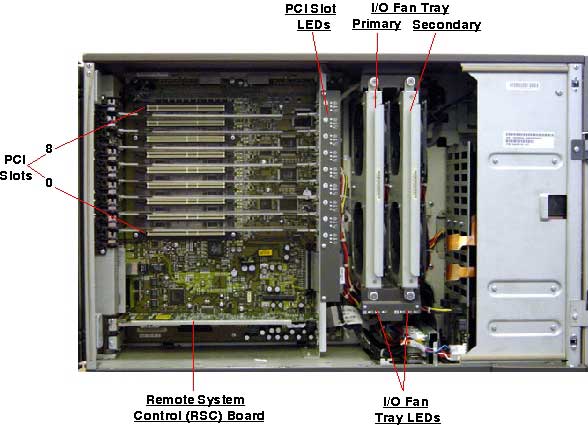 PCI Slot
LEDs
I/O Fan Tray
Primary
Secondary
8
PCI
Slots
0
Remote System
Control (RSC) Board
I/O Fan
Tray LEDs